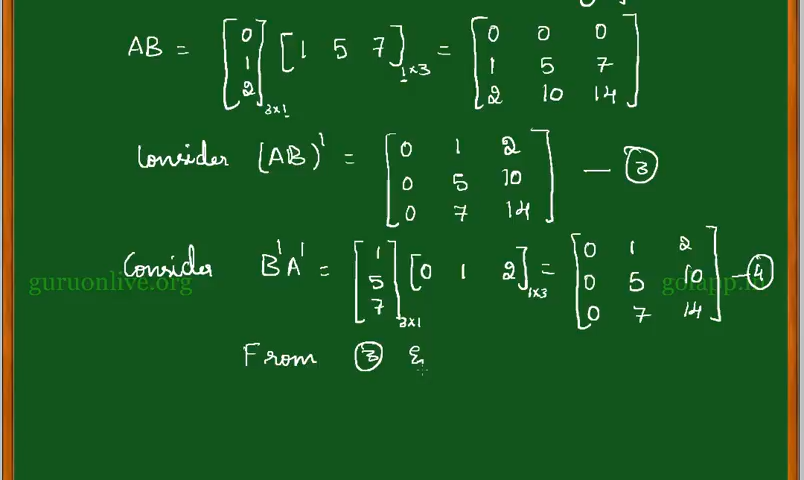 AB = [0 1 2]3×1 [1 5 7]1×3 = [0 0 0 1 5 7 2 10 14]
Consider (AB)' = [0 1 2 0 5 10 0 7 14] — ③
Consider B'A' = [1 5 7]3×1 [0 1 2]1×3 = [0 1 2 0 5 10 0 7 14] — ④
guruonlive.org golapp.in
From ③ &